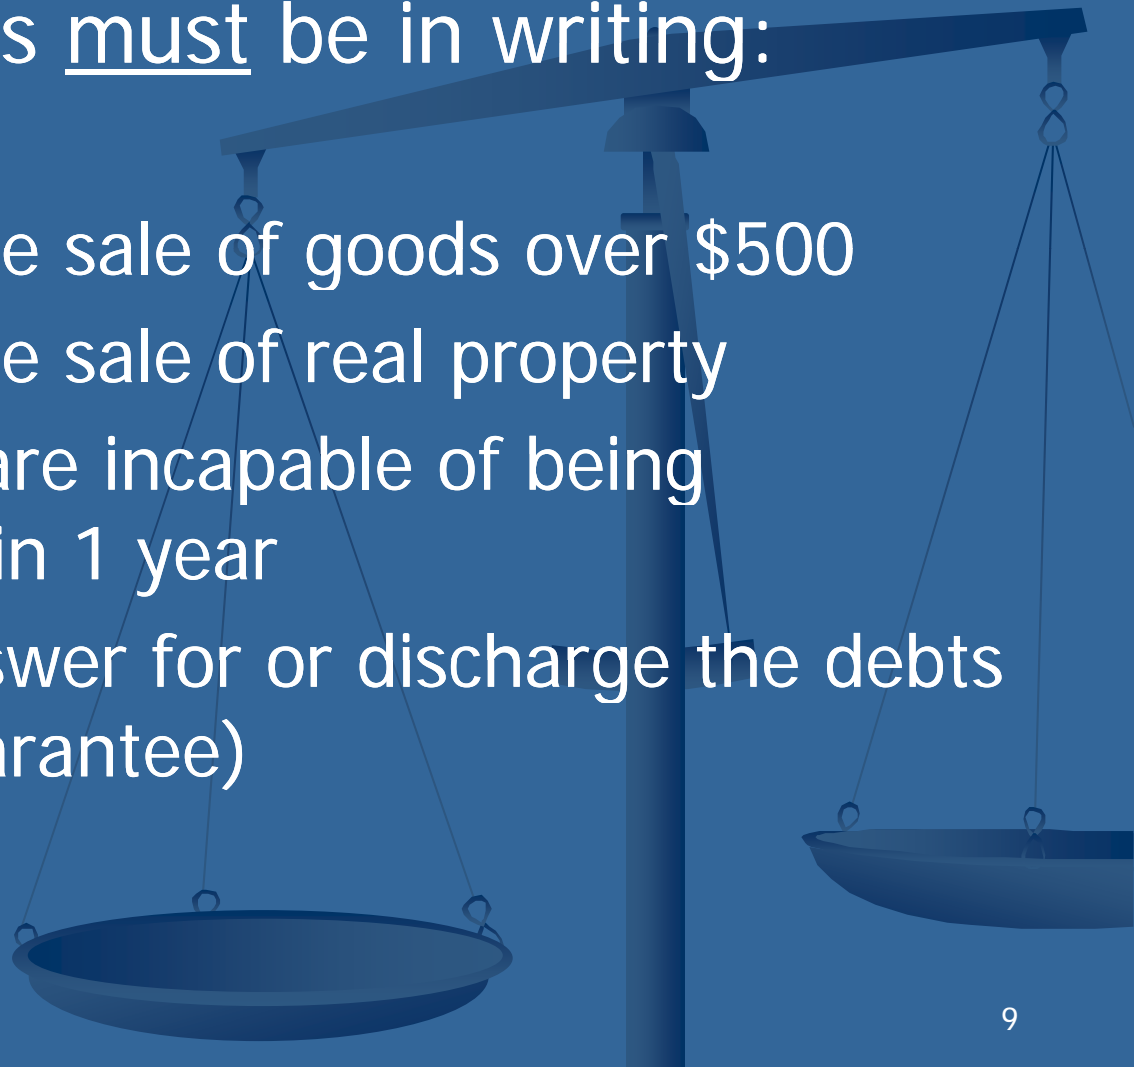 s must be in writing:
e sale of goods over $500
e sale of real property
are incapable of being
in 1 year
swer for or discharge the debts
arantee)
9